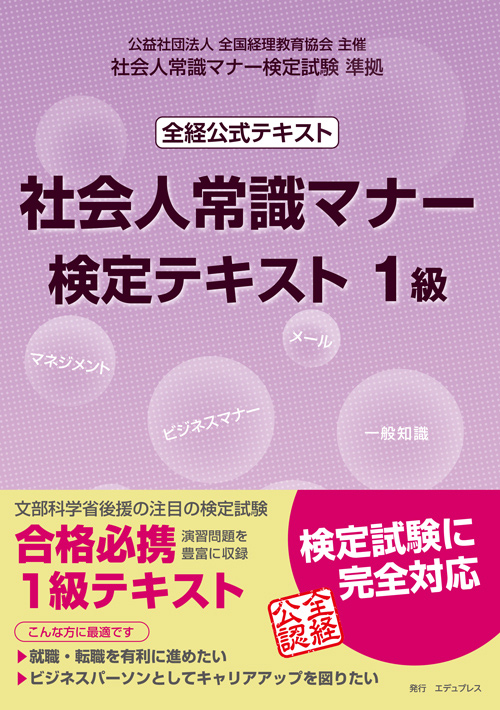 公益社団法人 全国経理教育協会 主催
社会人常識マナー検定試験 準拠
全経公式テキスト
社会人常識マナー
検定テキスト 1級
メール
マネジメント
ビジネスマナー
一般知識
文部科学省後援の注目の検定試験
合格必携
演習問題を
豊富に収録
1級テキスト
検定試験に
完全対応
全経
公認
こんな方に最適です
▶就職・転職を有利に進めたい
▶ビジネスパーソンとしてキャリアアップを図りたい
発行 エデュプレス